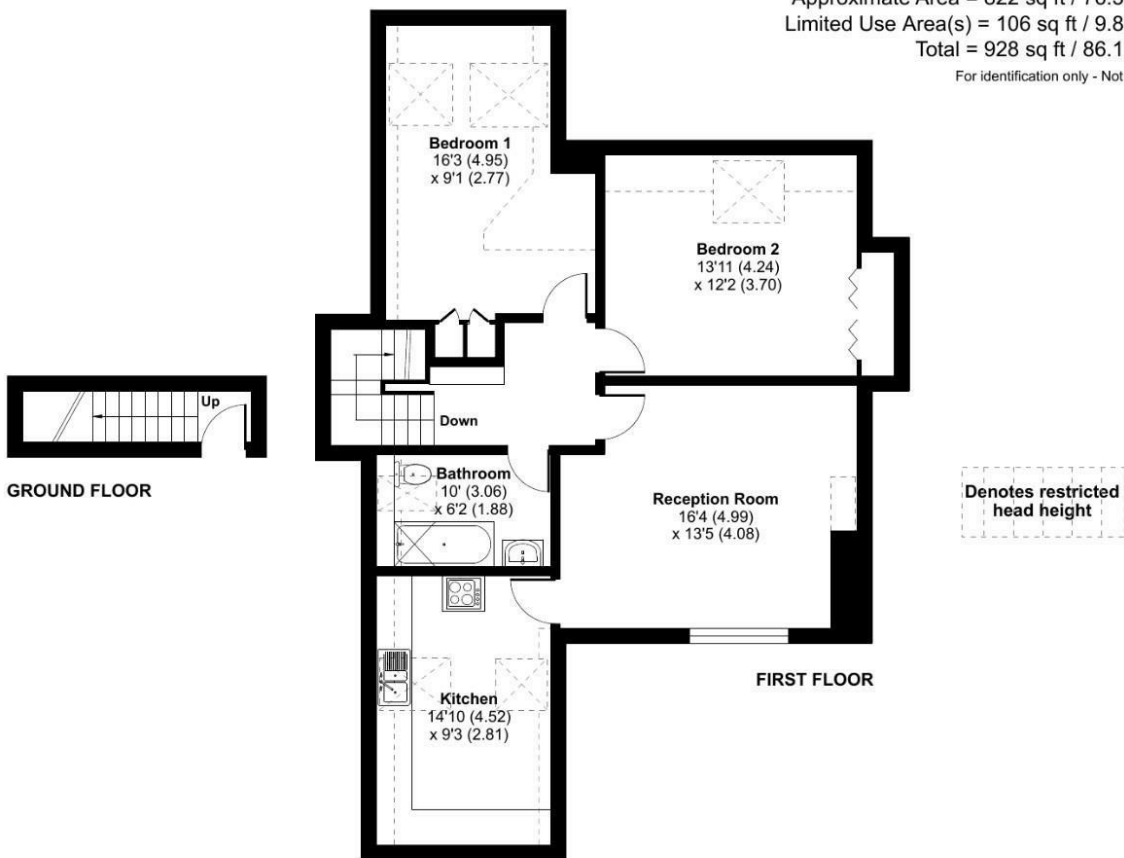 Approximate Area = 822 sq ft /
Limited Use Area(s) = 106 sq ft / 9.8
Total = 928 sq ft / 86.1
For identification only - Not
Bedroom 1
16'3 (4.95)
x 9'1 (2.77)
Bedroom 2
13'11 (4.24)
x 12'2 (3.70)
Up
Down
GROUND FLOOR
Bathroom
10' (3.06)
x 6'2 (1.88)
Reception Room
16'4 (4.99)
x 13'5 (4.08)
Denotes restricted
head height
Kitchen
14'10 (4.52)
x 9'3 (2.81)
FIRST FLOOR